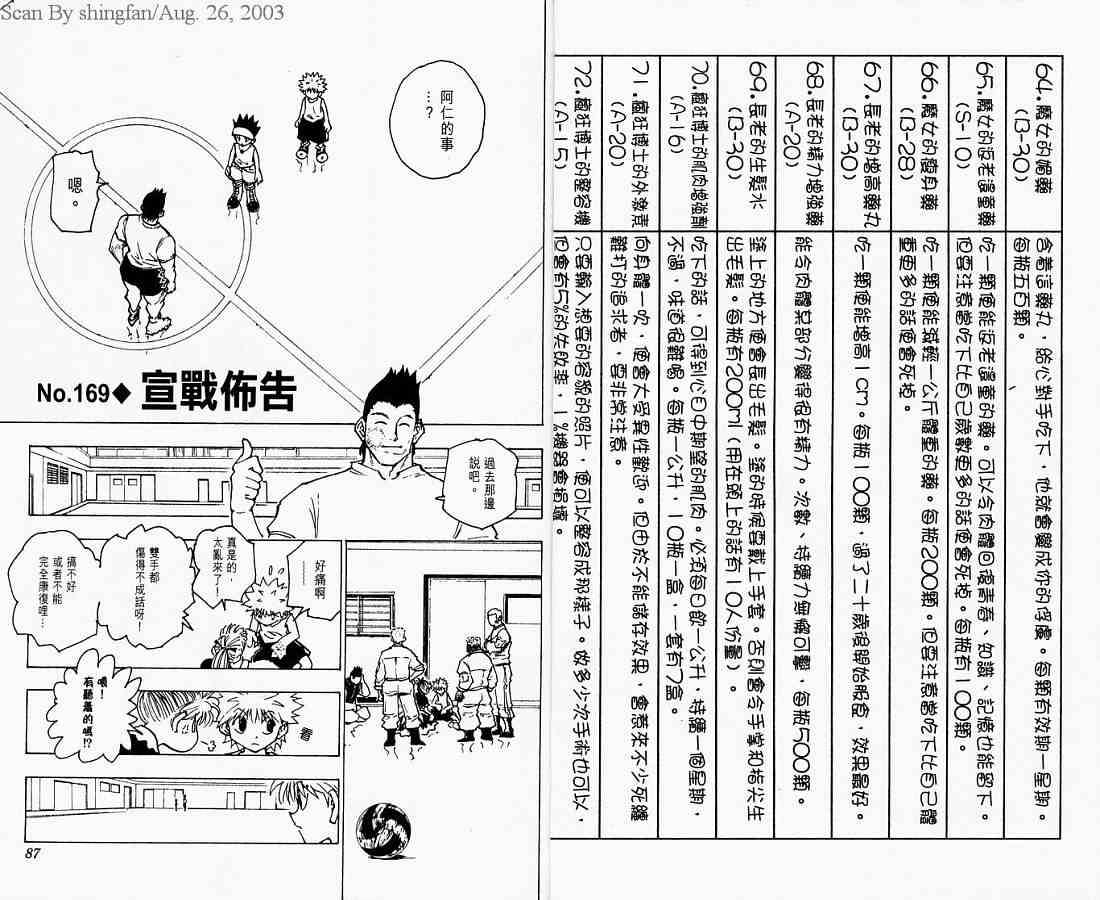 Scan By shingfan/Aug. 26, 2003
64.魔女的媚藥
(B-30)
含着這藥丸，給心對手吃下，他就會變成你的俘虜。每顆有效期一星期。
每瓶五百顆。
65.魔女的返老還童藥
(S-10)
吃一顆便能返老還童的藥。可以令肉體回復青春、知識、記憶也能留下。
但要注意當吃下比自己歲數更多的話便會死掉。每瓶有100顆。
66.魔女的瘦身藥
(B-28)
吃一顆便能減輕一公斤體重的藥。每瓶200顆。但要注意當吃下比自己體
重更多的話便會死掉。
67.長老的增高藥丸
(B-30)
吃一顆便能增高1cm。每瓶100顆，過了二十歲後開始服食，效果最好。
68.長老的精力增強藥
(A-20)
能令肉體某部分變得很有精力。次數、持續力無懈可擊，每瓶500顆。
69.長老的生髮水
(B-30)
塗上的地方便會長出毛髮。塗的時候要戴上手套。否則會令手掌和指尖生
出毛髮。每瓶有200ml（用在頭上的話有10人份量）。
70.瘋狂博士的肌肉增強劑
(A-16)
吃下的話，可得到心目中期望的肌肉。必須每日飲一公升，持續一個星期，
不過，味道很難喝。每瓶一公升，10瓶一盒，一套有7盒。
71.瘋狂博士的外激素
(A-20)
向身體一吹，便會大受異性歡迎。但由於不能儲存效果，會惹來不少死纏
難打的追求者，要非常注意。
72.瘋狂博士的整容機
(A-15)
只要輸入想要的容貌的照片，便可以整容成那樣子。做多少次手術也可以，
但會有5%的失敗率，1%機器會損壞。
阿仁的事
…？
嗯。
No.169◆宣戰佈告
過去那邊
説吧。
好痛啊
………
真是的，
太亂來了！
雙手都
傷得不成話呀！
搞不好
或者不能
完全康復哩…
喂！
有聽着的嗎!?
看
87